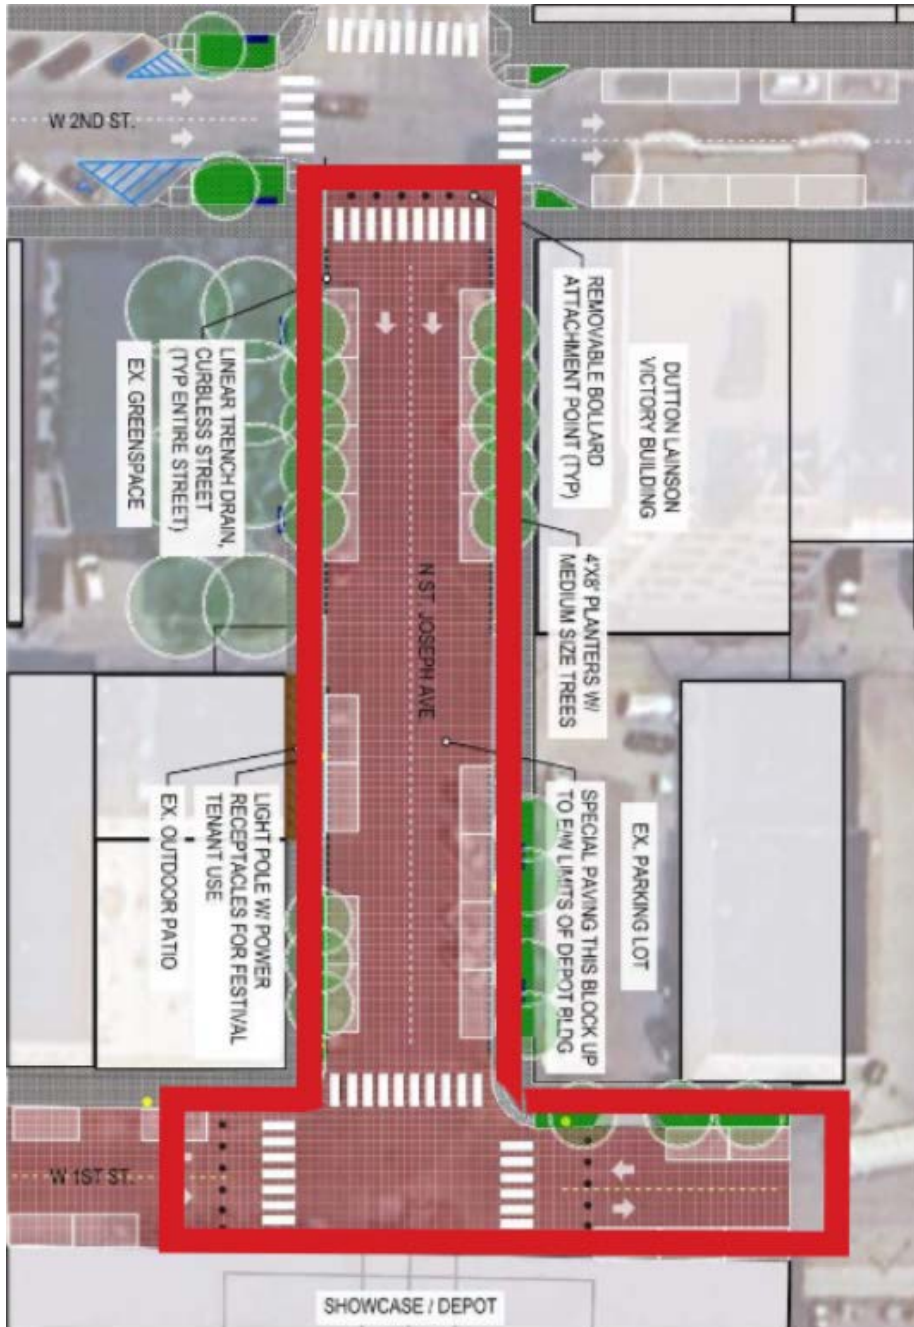 W 2ND ST.
REMOVABLE BOLLARD
ATTACHMENT POINT (TYP)
DUTTON LAINSON
VICTORY BUILDING
LINEAR TRENCH DRAIN,
CURBLESS STREET
(TYP ENTIRE STREET)
EX. GREENSPACE
4'X8' PLANTERS W/
MEDIUM SIZE TREES
N ST. JOSEPH AVE
SPECIAL PAVING THIS BLOCK UP
TO E/W LIMITS OF DEPOT BLDG
EX. PARKING LOT
LIGHT POLE W/ POWER
RECEPTACLES FOR FESTIVAL
TENANT USE
EX. OUTDOOR PATIO
W 1ST ST.
SHOWCASE / DEPOT